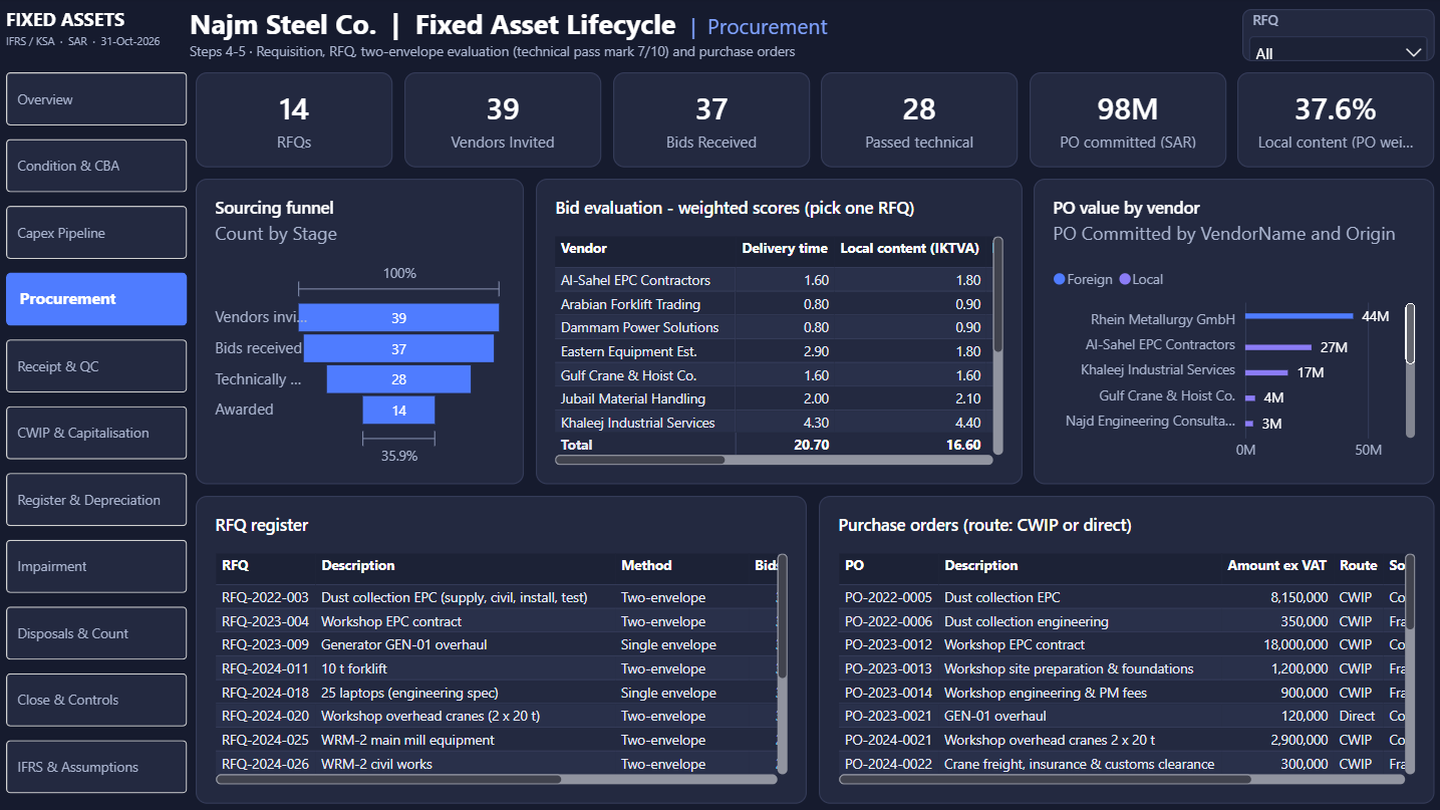 FIXED ASSETS
IFRS / KSA · SAR · 31-Oct-2026
Najm Steel Co. | Fixed Asset Lifecycle | Procurement
Steps 4-5 · Requisition, RFQ, two-envelope evaluation (technical pass mark 7/10) and purchase orders
RFQ
All
Overview
Condition & CBA
Capex Pipeline
Procurement
Receipt & QC
CWIP & Capitalisation
Register & Depreciation
Impairment
Disposals & Count
Close & Controls
IFRS & Assumptions
14
RFQs
39
Vendors Invited
37
Bids Received
28
Passed technical
98M
PO committed (SAR)
37.6%
Local content (PO wei...
Sourcing funnel
Count by Stage
100%
Vendors invi... 39
Bids received 37
Technically ... 28
Awarded 14
35.9%
Bid evaluation - weighted scores (pick one RFQ)
Vendor Delivery time Local content (IKTVA)
Al-Sahel EPC Contractors 1.60 1.80
Arabian Forklift Trading 0.80 0.90
Dammam Power Solutions 0.80 0.90
Eastern Equipment Est. 2.90 1.80
Gulf Crane & Hoist Co. 1.60 1.60
Jubail Material Handling 2.00 2.10
Khaleej Industrial Services 4.30 4.40
Total 20.70 16.60
PO value by vendor
PO Committed by VendorName and Origin
Foreign Local
Rhein Metallurgy GmbH 44M
Al-Sahel EPC Contractors 27M
Khaleej Industrial Services 17M
Gulf Crane & Hoist Co. 4M
Najd Engineering Consulta... 3M
0M 50M
RFQ register
RFQ Description Method Bids
RFQ-2022-003 Dust collection EPC (supply, civil, install, test) Two-envelope
RFQ-2023-004 Workshop EPC contract Two-envelope
RFQ-2023-009 Generator GEN-01 overhaul Single envelope
RFQ-2024-011 10 t forklift Two-envelope
RFQ-2024-018 25 laptops (engineering spec) Single envelope
RFQ-2024-020 Workshop overhead cranes (2 x 20 t) Two-envelope
RFQ-2024-025 WRM-2 main mill equipment Two-envelope
RFQ-2024-026 WRM-2 civil works Two-envelope
Purchase orders (route: CWIP or direct)
PO Description Amount ex VAT Route So
PO-2022-0005 Dust collection EPC 8,150,000 CWIP Co
PO-2022-0006 Dust collection engineering 350,000 CWIP Fra
PO-2023-0012 Workshop EPC contract 18,000,000 CWIP Co
PO-2023-0013 Workshop site preparation & foundations 1,200,000 CWIP Fra
PO-2023-0014 Workshop engineering & PM fees 900,000 CWIP Fra
PO-2023-0021 GEN-01 overhaul 120,000 Direct Co
PO-2024-0021 Workshop overhead cranes 2 x 20 t 2,900,000 CWIP Co
PO-2024-0022 Crane freight, insurance & customs clearance 300,000 CWIP Fra